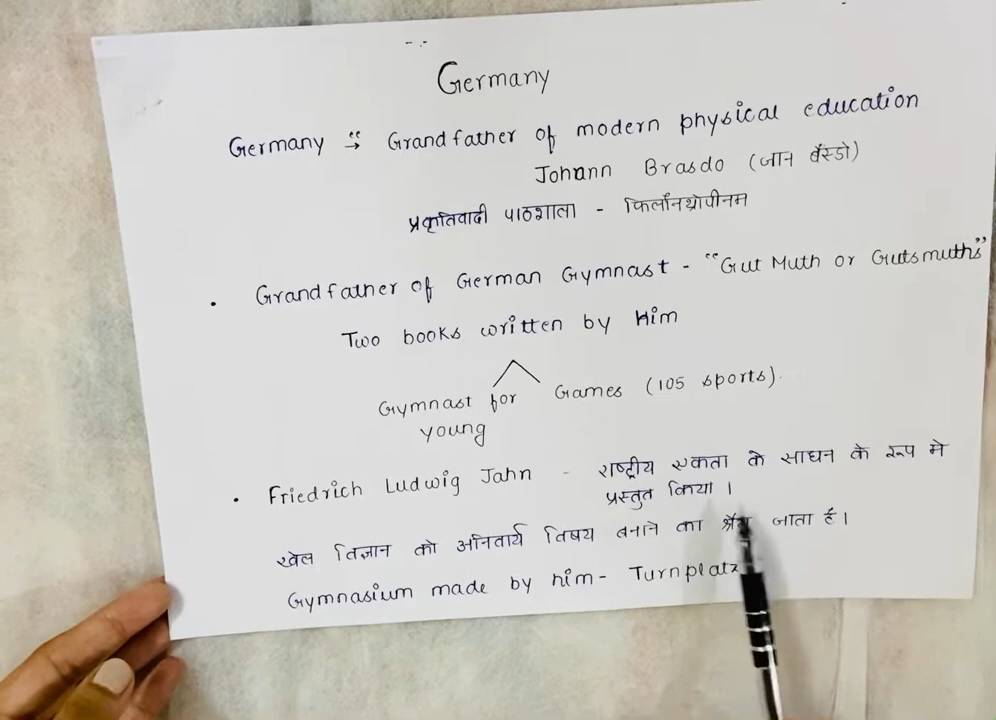 Germany
Germany → Grandfather of modern physical education
Johann Brasdo (जान बैस्डो)
प्रकृतिवादी पाठशाला - फिलॉनथ्रोपीनम
• Grandfather of German Gymnast - "Gut Muth or Gutsmuths"
Two books written by Him
Gymnast for Games (105 sports).
young
• Friedrich Ludwig Jahn - राष्ट्रीय एकता के साधन के रूप मे
प्रस्तुत किया ।
खेल विज्ञान को अनिवार्य विषय बनाने का श्रैय जाता है।
Gymnasium made by him- Turnplatz